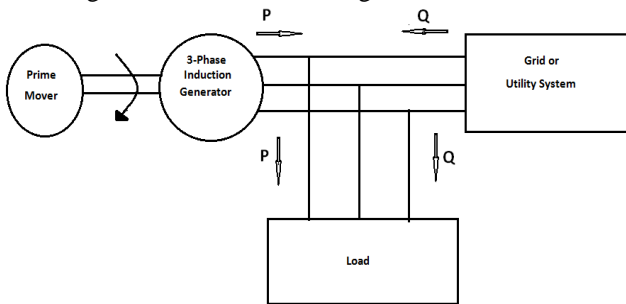 P
Q
3-Phase
Induction
Generator
Prime
Mover
Grid or
Utility System
P
Q
Load